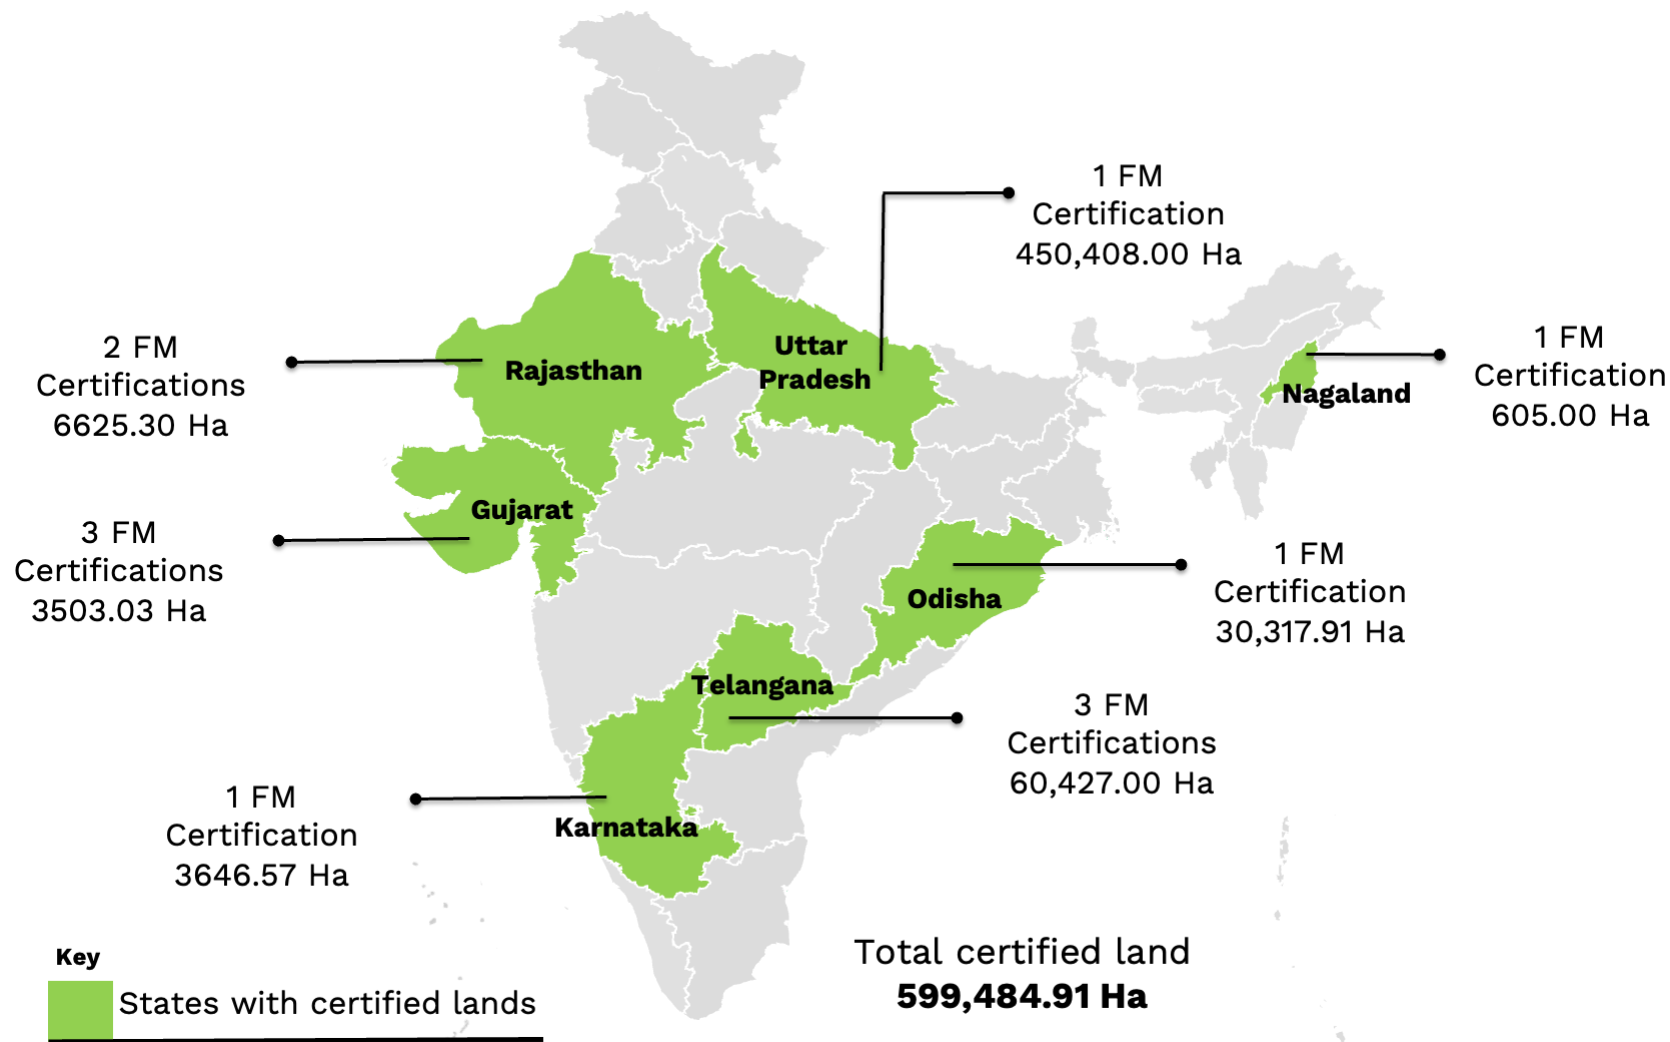 1 FM
Certification
450,408.00 Ha
1 FM
Certification
605.00 Ha
2 FM
Certifications
6625.30 Ha
Uttar
Pradesh
Rajasthan
Nagaland
Gujarat
3 FM
Certifications
3503.03 Ha
1 FM
Certification
30,317.91 Ha
Odisha
Telangana
3 FM
Certifications
60,427.00 Ha
1 FM
Certification
3646.57 Ha
Karnataka
Total certified land
599,484.91 Ha
Key
States with certified lands